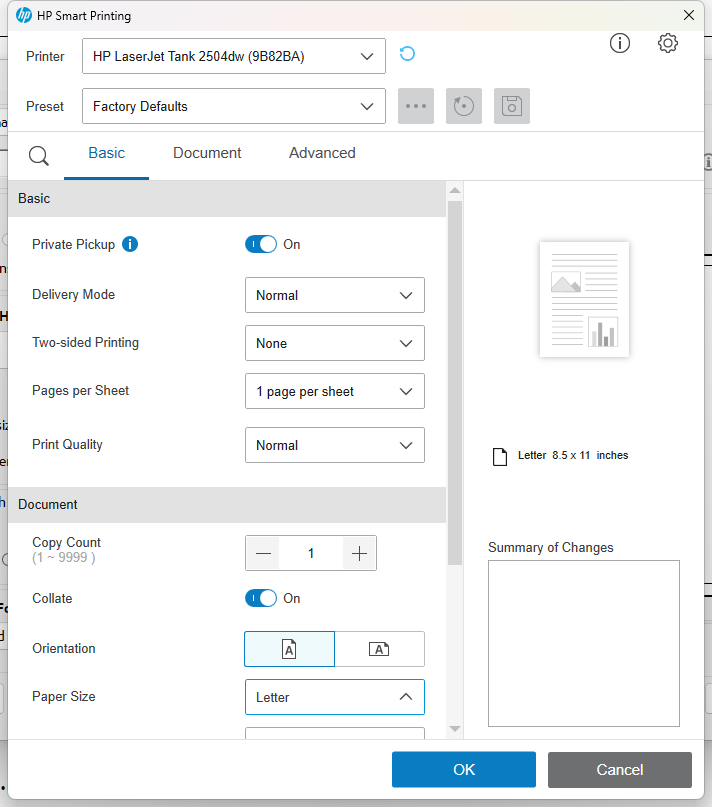 HP Smart Printing
Printer
HP LaserJet Tank 2504dw (9B82BA)
Preset
Factory Defaults
Basic
Document
Advanced
Basic
Private Pickup
On
Delivery Mode
Normal
Two-sided Printing
None
Pages per Sheet
1 page per sheet
Print Quality
Normal
Document
Copy Count
(1 ~ 9999 )
1
Collate
On
Orientation
A
A
Paper Size
Letter
Letter 8.5 x 11 inches
Summary of Changes
OK
Cancel